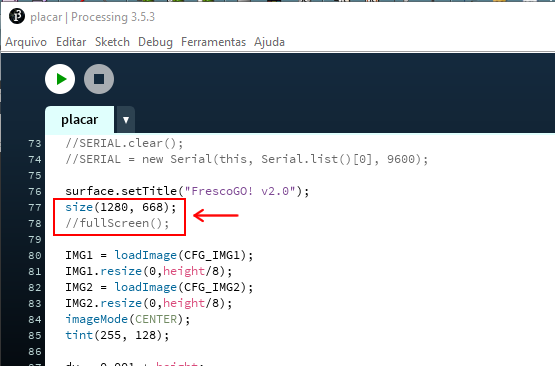 placar | Processing 3.5.3
Arquivo Editar Sketch Debug Ferramentas Ajuda
placar ▼
73 //SERIAL.clear();
74 //SERIAL = new Serial(this, Serial.list()[0], 9600);
75
76 surface.setTitle("FrescoGO! v2.0");
77 size(1280, 668);
78 //fullScreen();
79
80 IMG1 = loadImage(CFG_IMG1);
81 IMG1.resize(0,height/8);
82 IMG2 = loadImage(CFG_IMG2);
83 IMG2.resize(0,height/8);
84 imageMode(CENTER);
85 tint(255, 128);
86